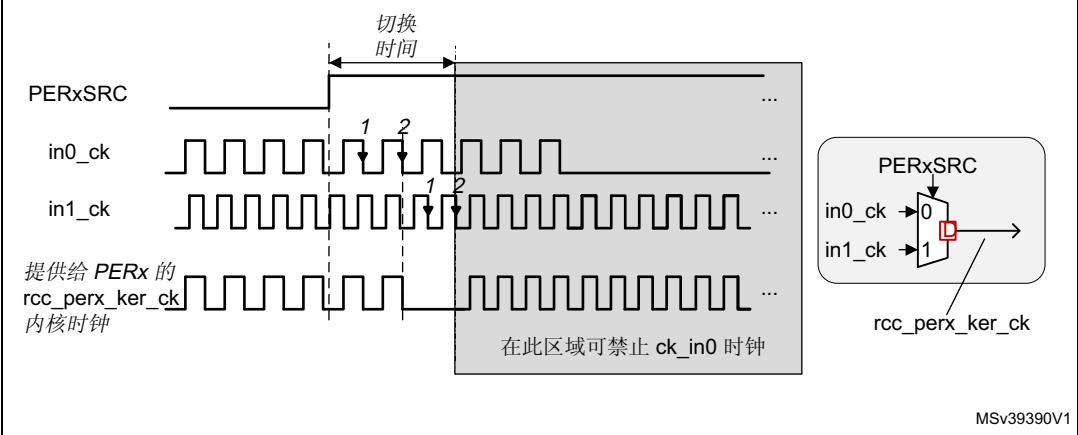 切换
时间
PERxSRC
...
1 2
in0_ck
...
1 2
in1_ck
...
提供给 PERx 的
rcc_perx_ker_ck
内核时钟
...
在此区域可禁止 ck_in0 时钟
PERxSRC
in0_ck 0
D
in1_ck 1
rcc_perx_ker_ck
MSv39390V1